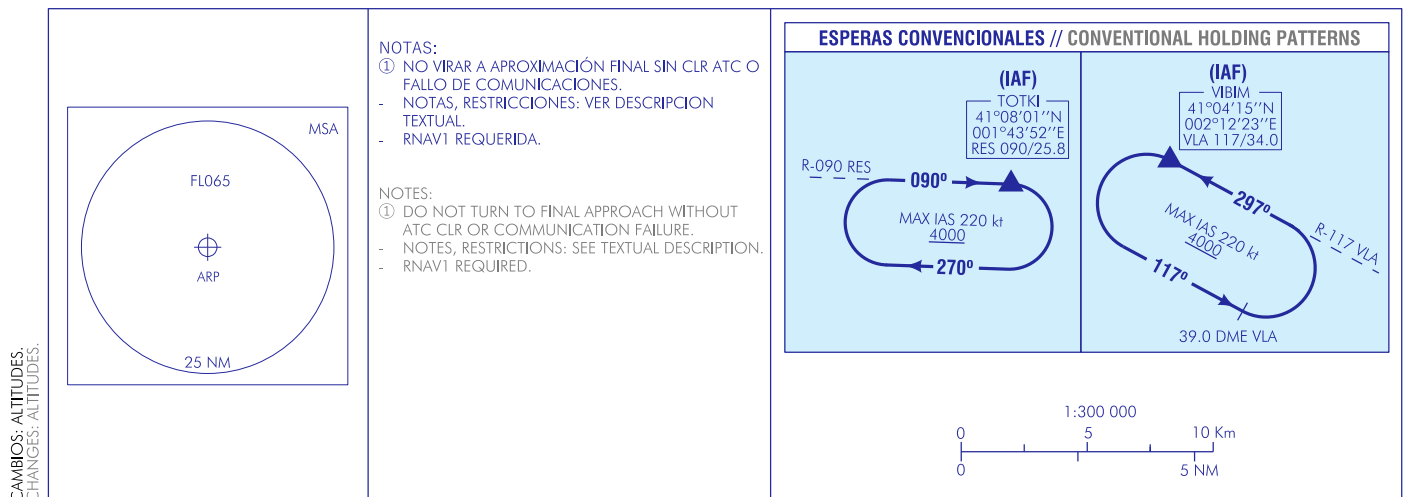 CAMBIOS: ALTITUDES.
CHANGES: ALTITUDES.
MSA
FL065
ARP
25 NM
NOTAS:
① NO VIRAR A APROXIMACIÓN FINAL SIN CLR ATC O
FALLO DE COMUNICACIONES.
- NOTAS, RESTRICCIONES: VER DESCRIPCION
TEXTUAL.
- RNAV1 REQUERIDA.
NOTES:
① DO NOT TURN TO FINAL APPROACH WITHOUT
ATC CLR OR COMMUNICATION FAILURE.
- NOTES, RESTRICTIONS: SEE TEXTUAL DESCRIPTION.
- RNAV1 REQUIRED.
ESPERAS CONVENCIONALES // CONVENTIONAL HOLDING PATTERNS
(IAF)
TOTKI
41°08'01''N
001°43'52''E
RES 090/25.8
R-090 RES
090º
MAX IAS 220 kt
4000
270º
(IAF)
VIBIM
41°04'15''N
002°12'23''E
VLA 117/34.0
297º
MAX IAS 220 kt
4000
R-117 VLA
117º
39.0 DME VLA
1:300 000
0 5 10 Km
0 5 NM